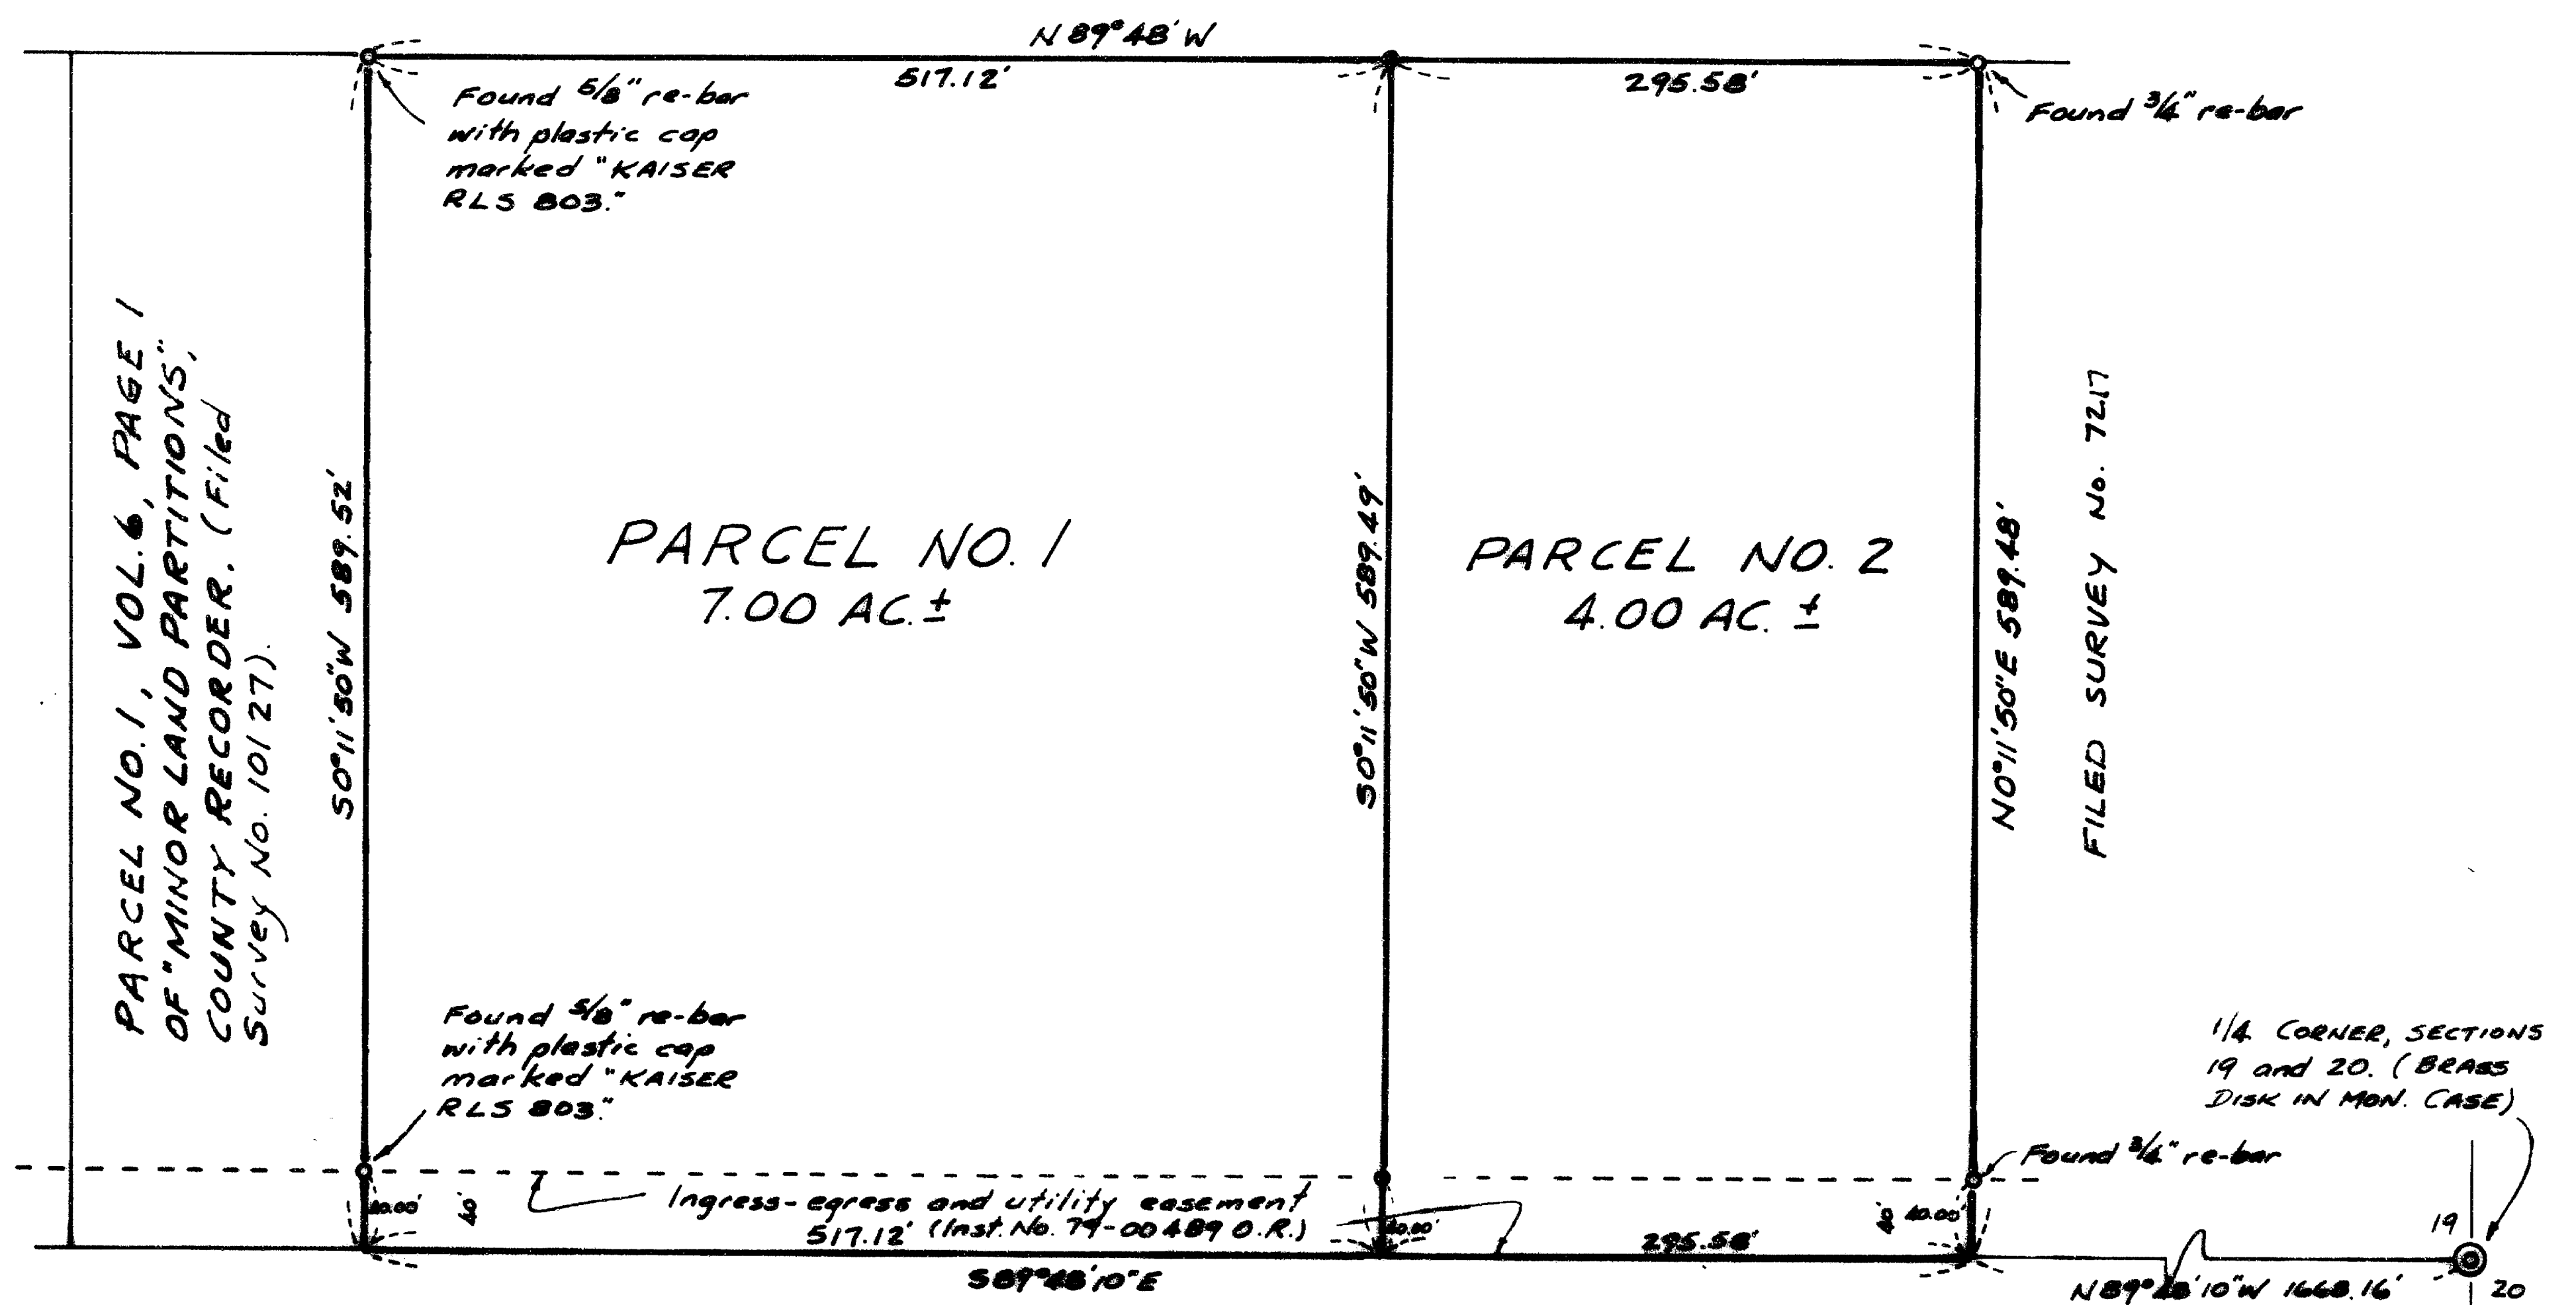 N 89°48' W
517.12'
295.58'
Found 5/8" re-bar
with plastic cap
marked "KAISER
RLS 803."
Found 3/4" re-bar
PARCEL NO. 1, VOL. 6, PAGE 1
OF "MINOR LAND PARTITIONS",
COUNTY RECORDER. (Filed
Survey No. 10127).
S0°11'50"W 589.52'
PARCEL NO. 1
7.00 AC. ±
S0°11'50"W 589.49'
PARCEL NO. 2
4.00 AC. ±
N0°11'50"E 589.48'
FILED SURVEY No. 7217
Found 5/8" re-bar
with plastic cap
marked "KAISER
RLS 803."
1/4 CORNER, SECTIONS
19 and 20. (BRASS
DISK IN MON. CASE)
Found 3/4" re-bar
40.00'
40'
Ingress-egress and utility easement
517.12' (Inst. No. 79-00489 O.R.)
40.00'
40'
40.00'
295.58'
19
S89°48'10"E
N89°48'10"W 1668.16'
20